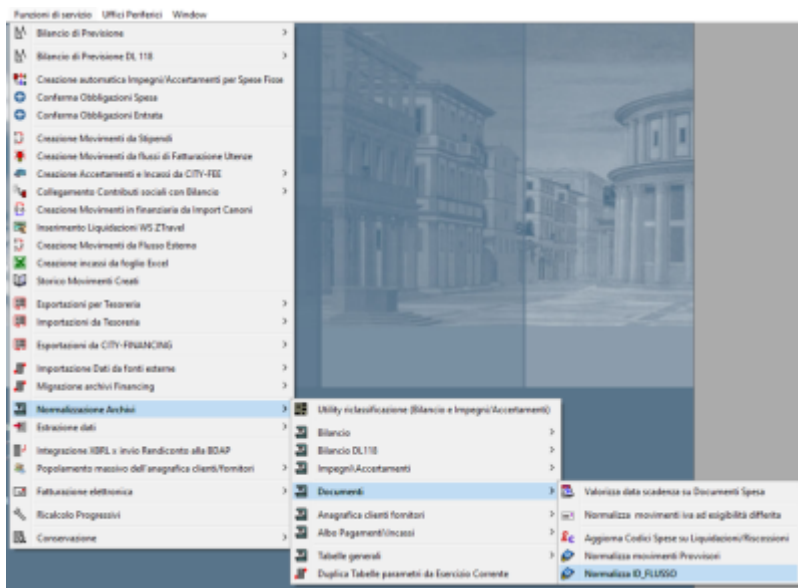 Funzioni di servizio Uffici Periferici Window
Bilancio di Previsione
Bilancio di Previsione DL 118
Creazione automatica Impegni/Accertamenti per Spese Fisse
Conferma Obbligazioni Spesa
Conferma Obbligazioni Entrata
Creazione Movimenti da Stipendi
Creazione Movimenti da flussi di Fatturazione Utenze
Creazione Accertamenti e Incassi da CITY-FEE
Collegamento Contributi sociali con Bilancio
Creazione Movimenti in finanziaria da Import Canoni
Inserimento Liquidazioni WS ZTravel
Creazione Movimenti da Flusso Esterno
Creazione incassi da foglio Excel
Storico Movimenti Creati
Esportazioni per Tesoreria
Importazioni da Tesoreria
Esportazioni da CITY-FINANCING
Importazione Dati da fonti esterne
Migrazione archivi Financing
Normalizzazione Archivi
Estrazione dati
Integrazione XBRL x invio Rendiconto alla BDAP
Popolamento massivo dell'anagrafica clienti/fornitori
Fatturazione elettronica
Ricalcolo Progressivi
Conservazione
Utility riclassificazione (Bilancio e Impegni/Accertamenti)
Bilancio
Bilancio DL118
Impegni\Accertamenti
Documenti
Anagrafica clienti fornitori
Albo Pagamenti\Incassi
Tabelle generali
Duplica Tabelle parametri da Esercizio Corrente
Valorizza data scadenza su Documenti Spesa
Normalizza movimenti iva ad esigibilità differita
Aggiorna Codici Spese su Liquidazioni/Riscossioni
Normalizza movimenti Provvisori
Normalizza ID_FLUSSO